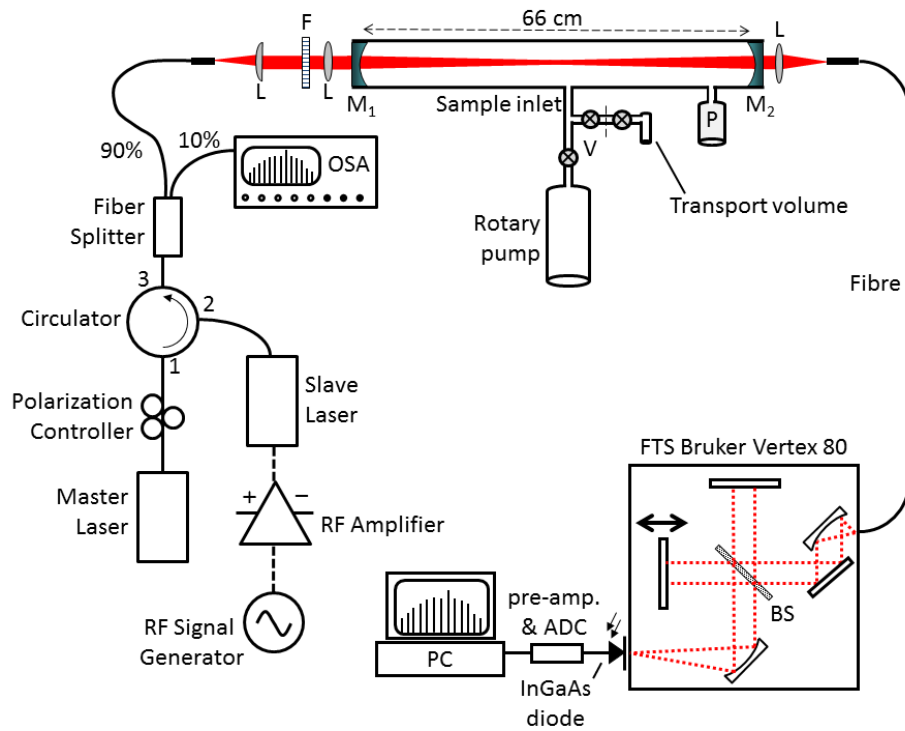 66 cm
F
L
L
L
M1
M2
Sample inlet
P
V
10%
90%
OSA
Transport volume
Fiber
Splitter
Rotary
pump
3
2
Circulator
1
Fibre
Slave
Laser
Polarization
Controller
FTS Bruker Vertex 80
Master
Laser
+ −
RF Amplifier
BS
pre-amp.
& ADC
RF Signal
Generator
PC
InGaAs
diode